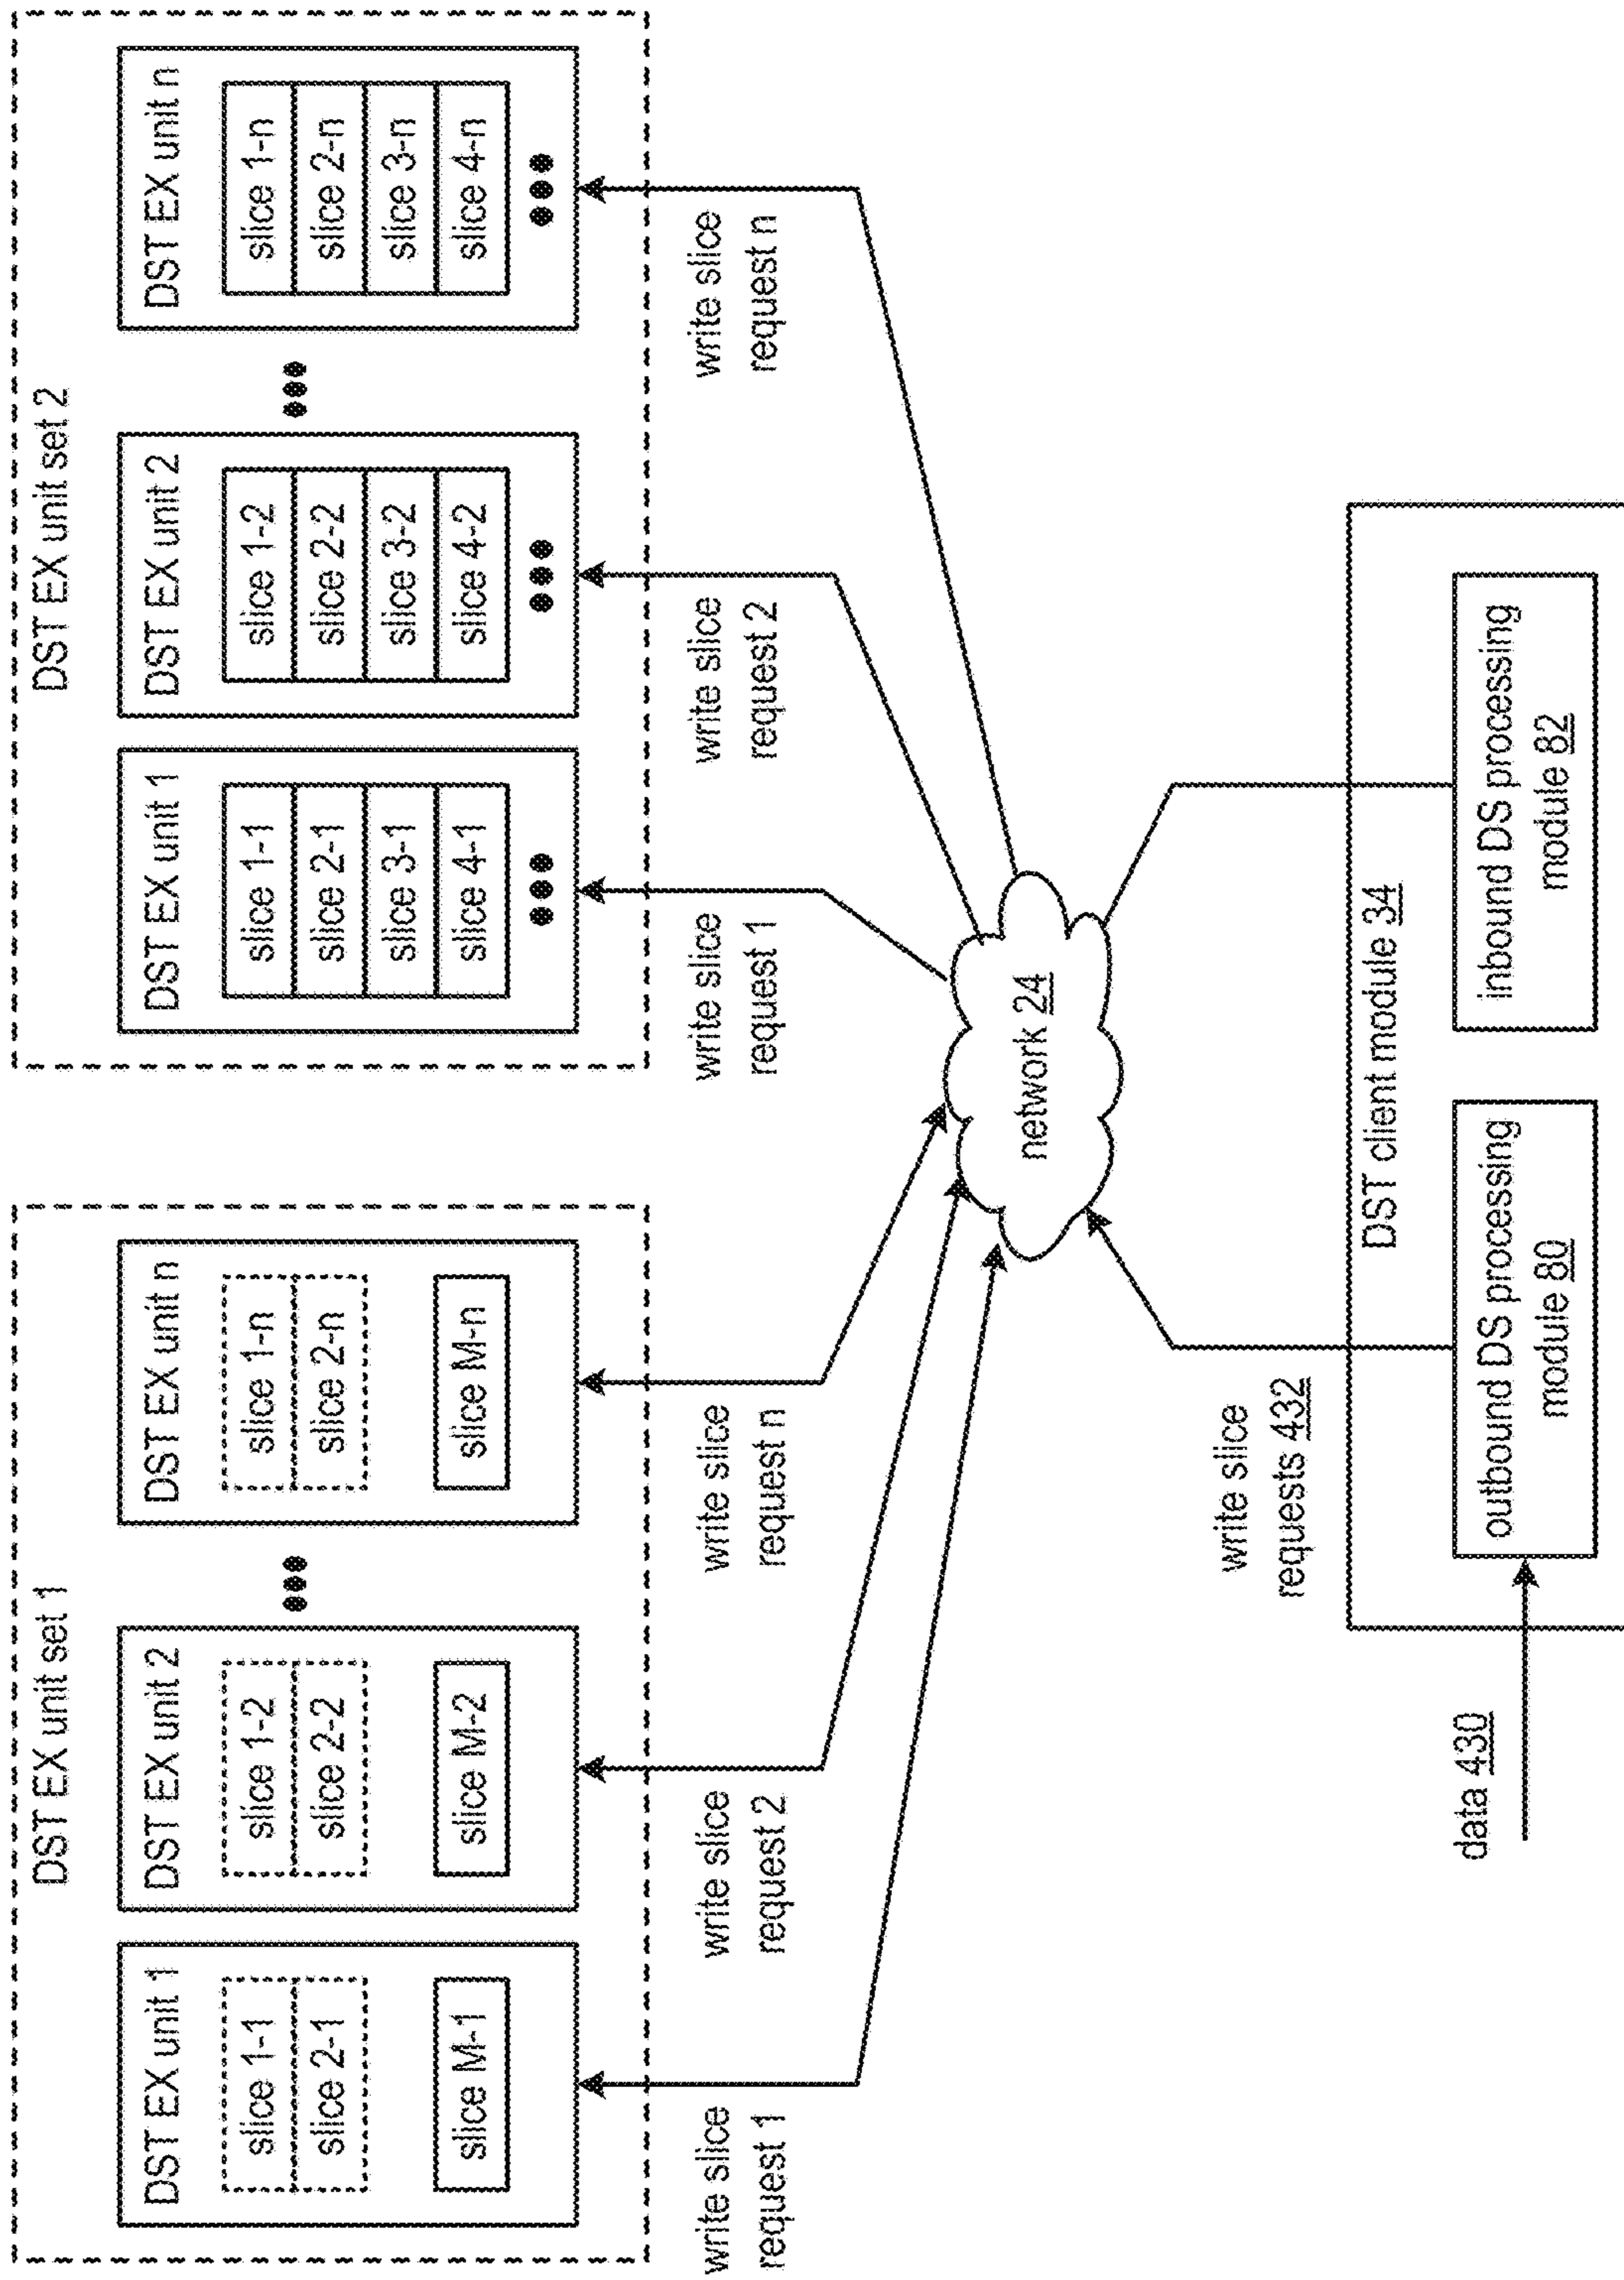 DST EX unit set 1
DST EX unit 1
slice 1-1
slice 2-1
slice M-1
DST EX unit 2
slice 1-2
slice 2-2
slice M-2
DST EX unit n
slice 1-n
slice 2-n
slice M-n
DST EX unit set 2
DST EX unit 1
slice 1-1
slice 2-1
slice 3-1
slice 4-1
DST EX unit 2
slice 1-2
slice 2-2
slice 3-2
slice 4-2
DST EX unit n
slice 1-n
slice 2-n
slice 3-n
slice 4-n
write slice
request 1
write slice
request 2
write slice
request n
write slice
request 1
write slice
request 2
write slice
request n
network 24
write slice
requests 432
DST client module 34
data 430
outbound DS processing
module 80
inbound DS processing
module 82